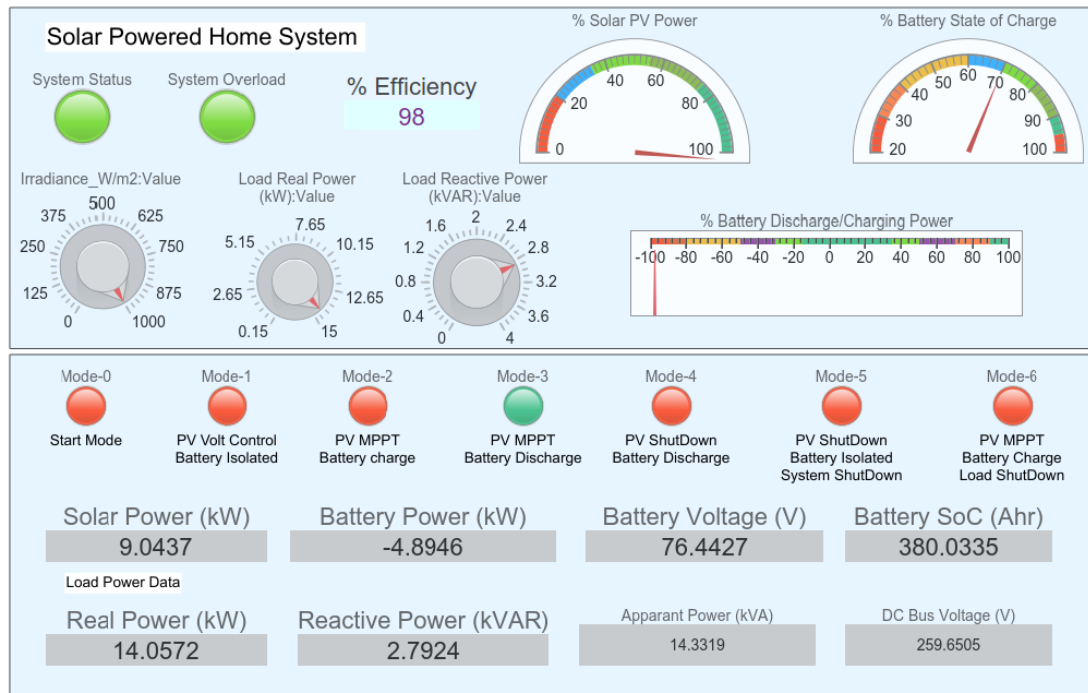 Solar Powered Home System
System Status
System Overload
% Efficiency
98
% Solar PV Power
0
20
40
60
80
100
% Battery State of Charge
20
30
40
50
60
70
80
90
100
Irradiance_W/m2:Value
0
125
250
375
500
625
750
875
1000
Load Real Power
(kW):Value
0.15
2.65
5.15
7.65
10.15
12.65
15
Load Reactive Power
(kVAR):Value
0
0.4
0.8
1.2
1.6
2
2.4
2.8
3.2
3.6
4
% Battery Discharge/Charging Power
-100 -80 -60 -40 -20 0 20 40 60 80 100
Mode-0
Start Mode
Mode-1
PV Volt Control
Battery Isolated
Mode-2
PV MPPT
Battery charge
Mode-3
PV MPPT
Battery Discharge
Mode-4
PV ShutDown
Battery Discharge
Mode-5
PV ShutDown
Battery Isolated
System ShutDown
Mode-6
PV MPPT
Battery Charge
Load ShutDown
Solar Power (kW)
9.0437
Battery Power (kW)
-4.8946
Battery Voltage (V)
76.4427
Battery SoC (Ahr)
380.0335
Load Power Data
Real Power (kW)
14.0572
Reactive Power (kVAR)
2.7924
Apparant Power (kVA)
14.3319
DC Bus Voltage (V)
259.6505